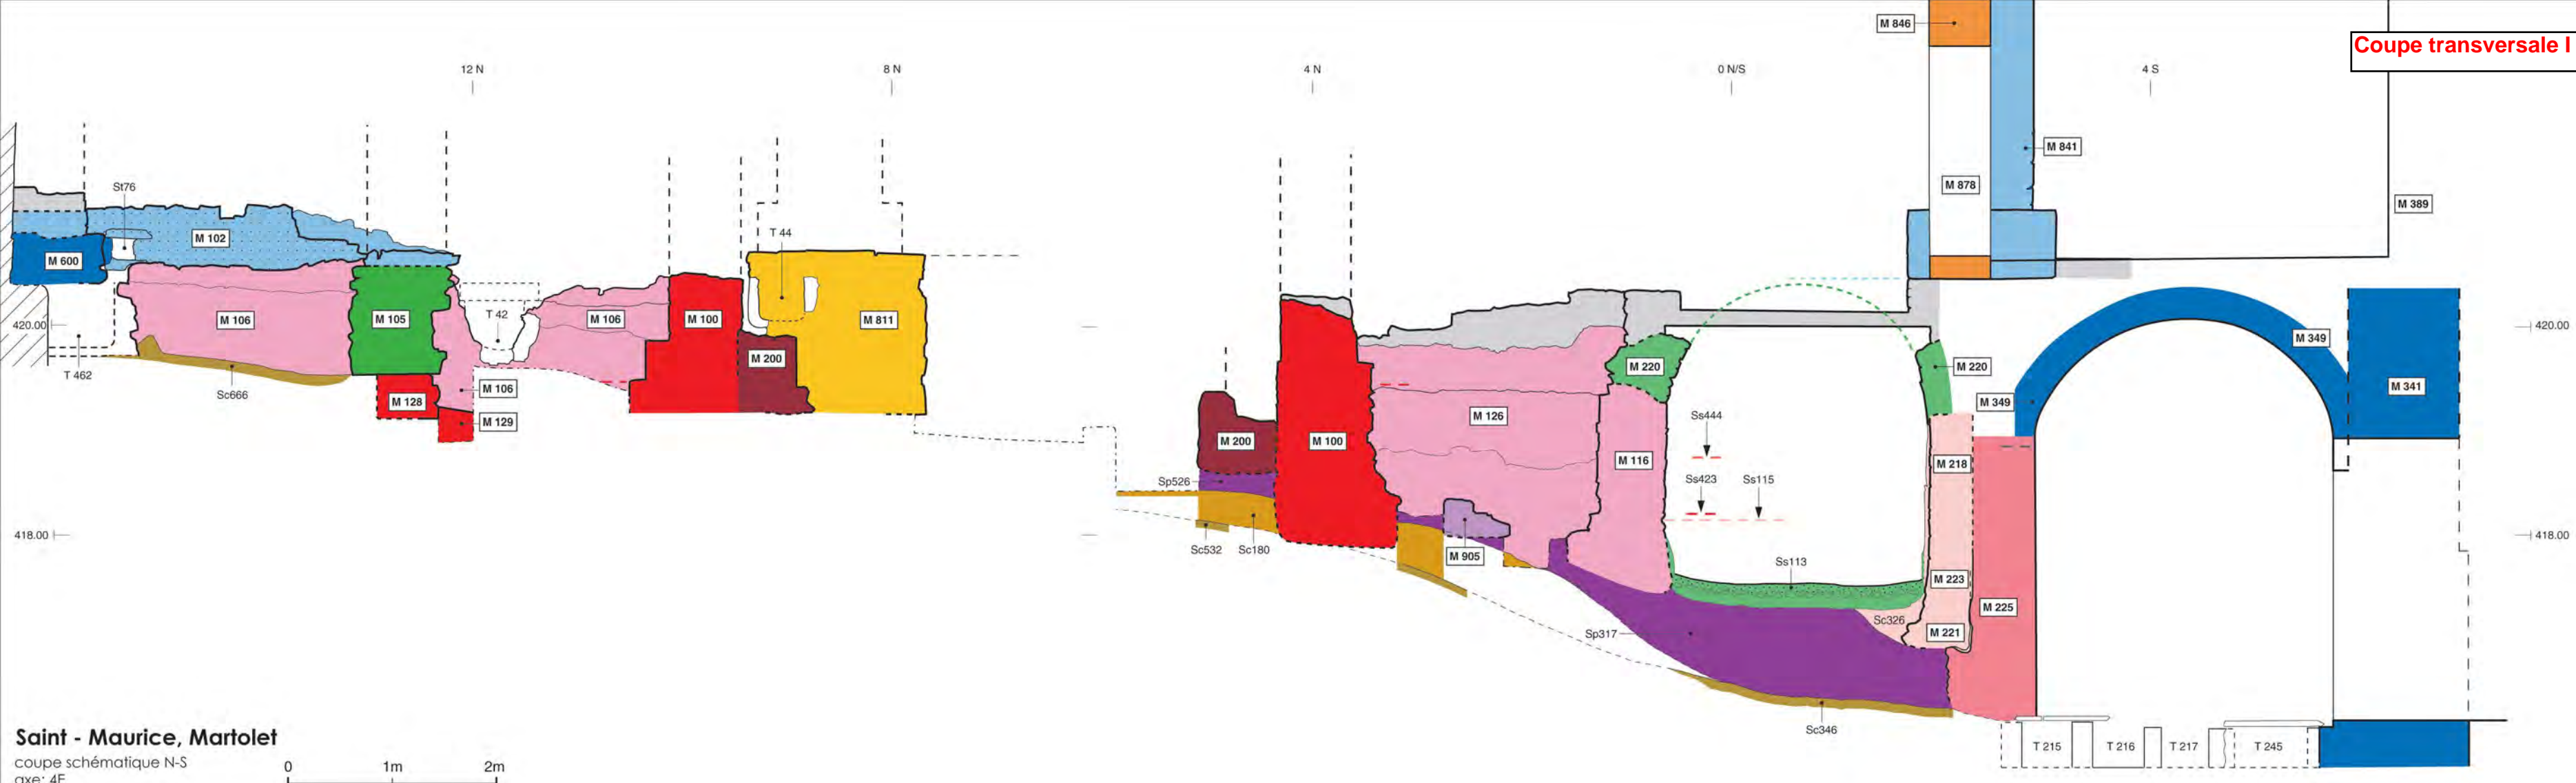 M 846
Coupe transversale I
12 N
8 N
4 N
0 N/S
4 S
M 841
St76
M 878
M 389
M 102
T 44
M 600
M 106
M 105
T 42
M 106
M 100
M 811
420.00
420.00
M 349
M 200
M 220
M 220
T 462
Sc666
M 106
M 128
M 129
M 349
M 341
Ss444
M 126
M 200
M 100
M 116
M 218
Sp526
Ss423
Ss115
418.00
418.00
Sc532
Sc180
M 905
Ss113
M 223
M 225
Sc326
Sp317
M 221
Sc346
Saint - Maurice, Martolet
coupe schématique N-S
axe: 4E
0
1m
2m
T 215
T 216
T 217
T 245